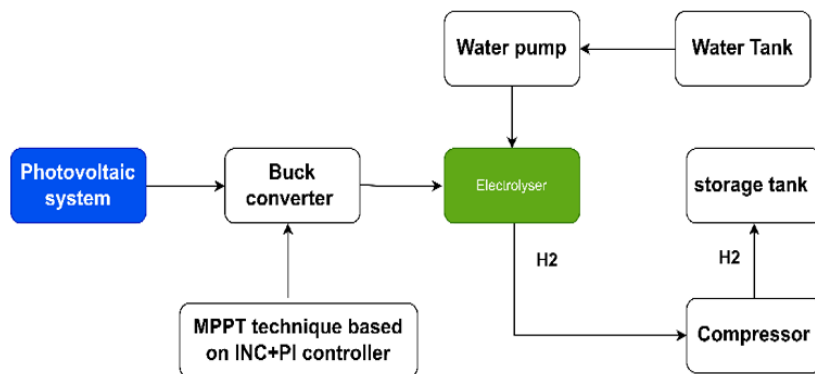 Water pump
Water Tank
Photovoltaic
system
Buck
converter
Electrolyser
storage tank
H2
H2
MPPT technique based
on INC+PI controller
Compressor